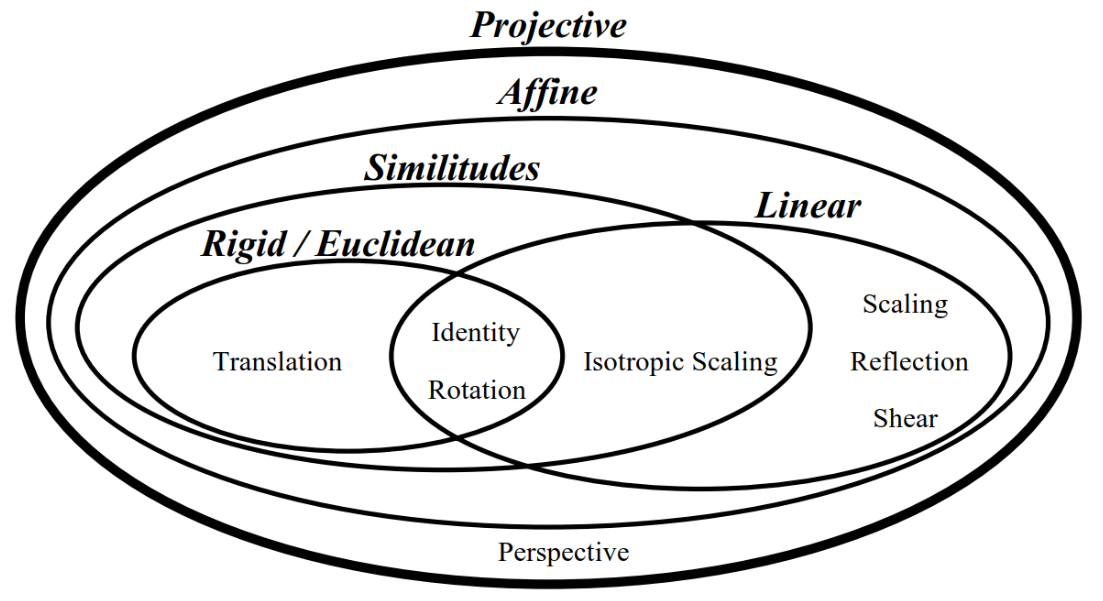 Projective
Affine
Similitudes
Linear
Rigid / Euclidean
Scaling
Identity
Translation
Isotropic Scaling
Reflection
Rotation
Shear
Perspective